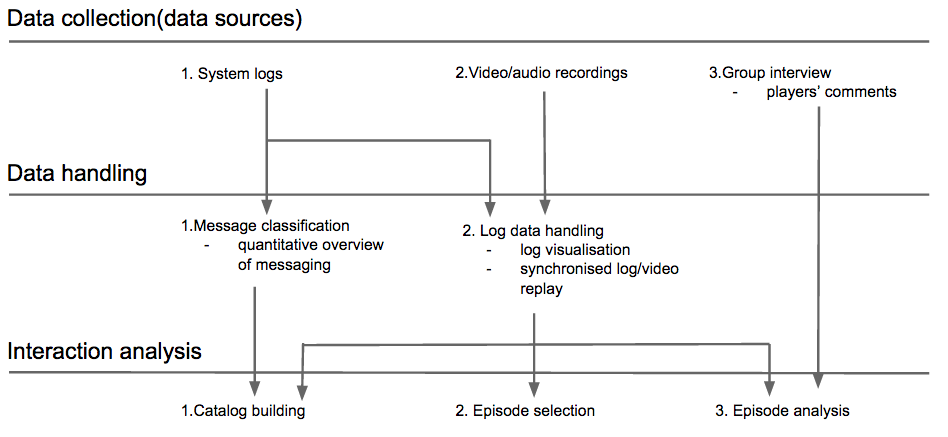 Data collection(data sources)
1. System logs
2.Video/audio recordings
3.Group interview
- players' comments
Data handling
1.Message classification
- quantitative overview
of messaging
2. Log data handling
- log visualisation
- synchronised log/video
replay
Interaction analysis
1.Catalog building
2. Episode selection
3. Episode analysis